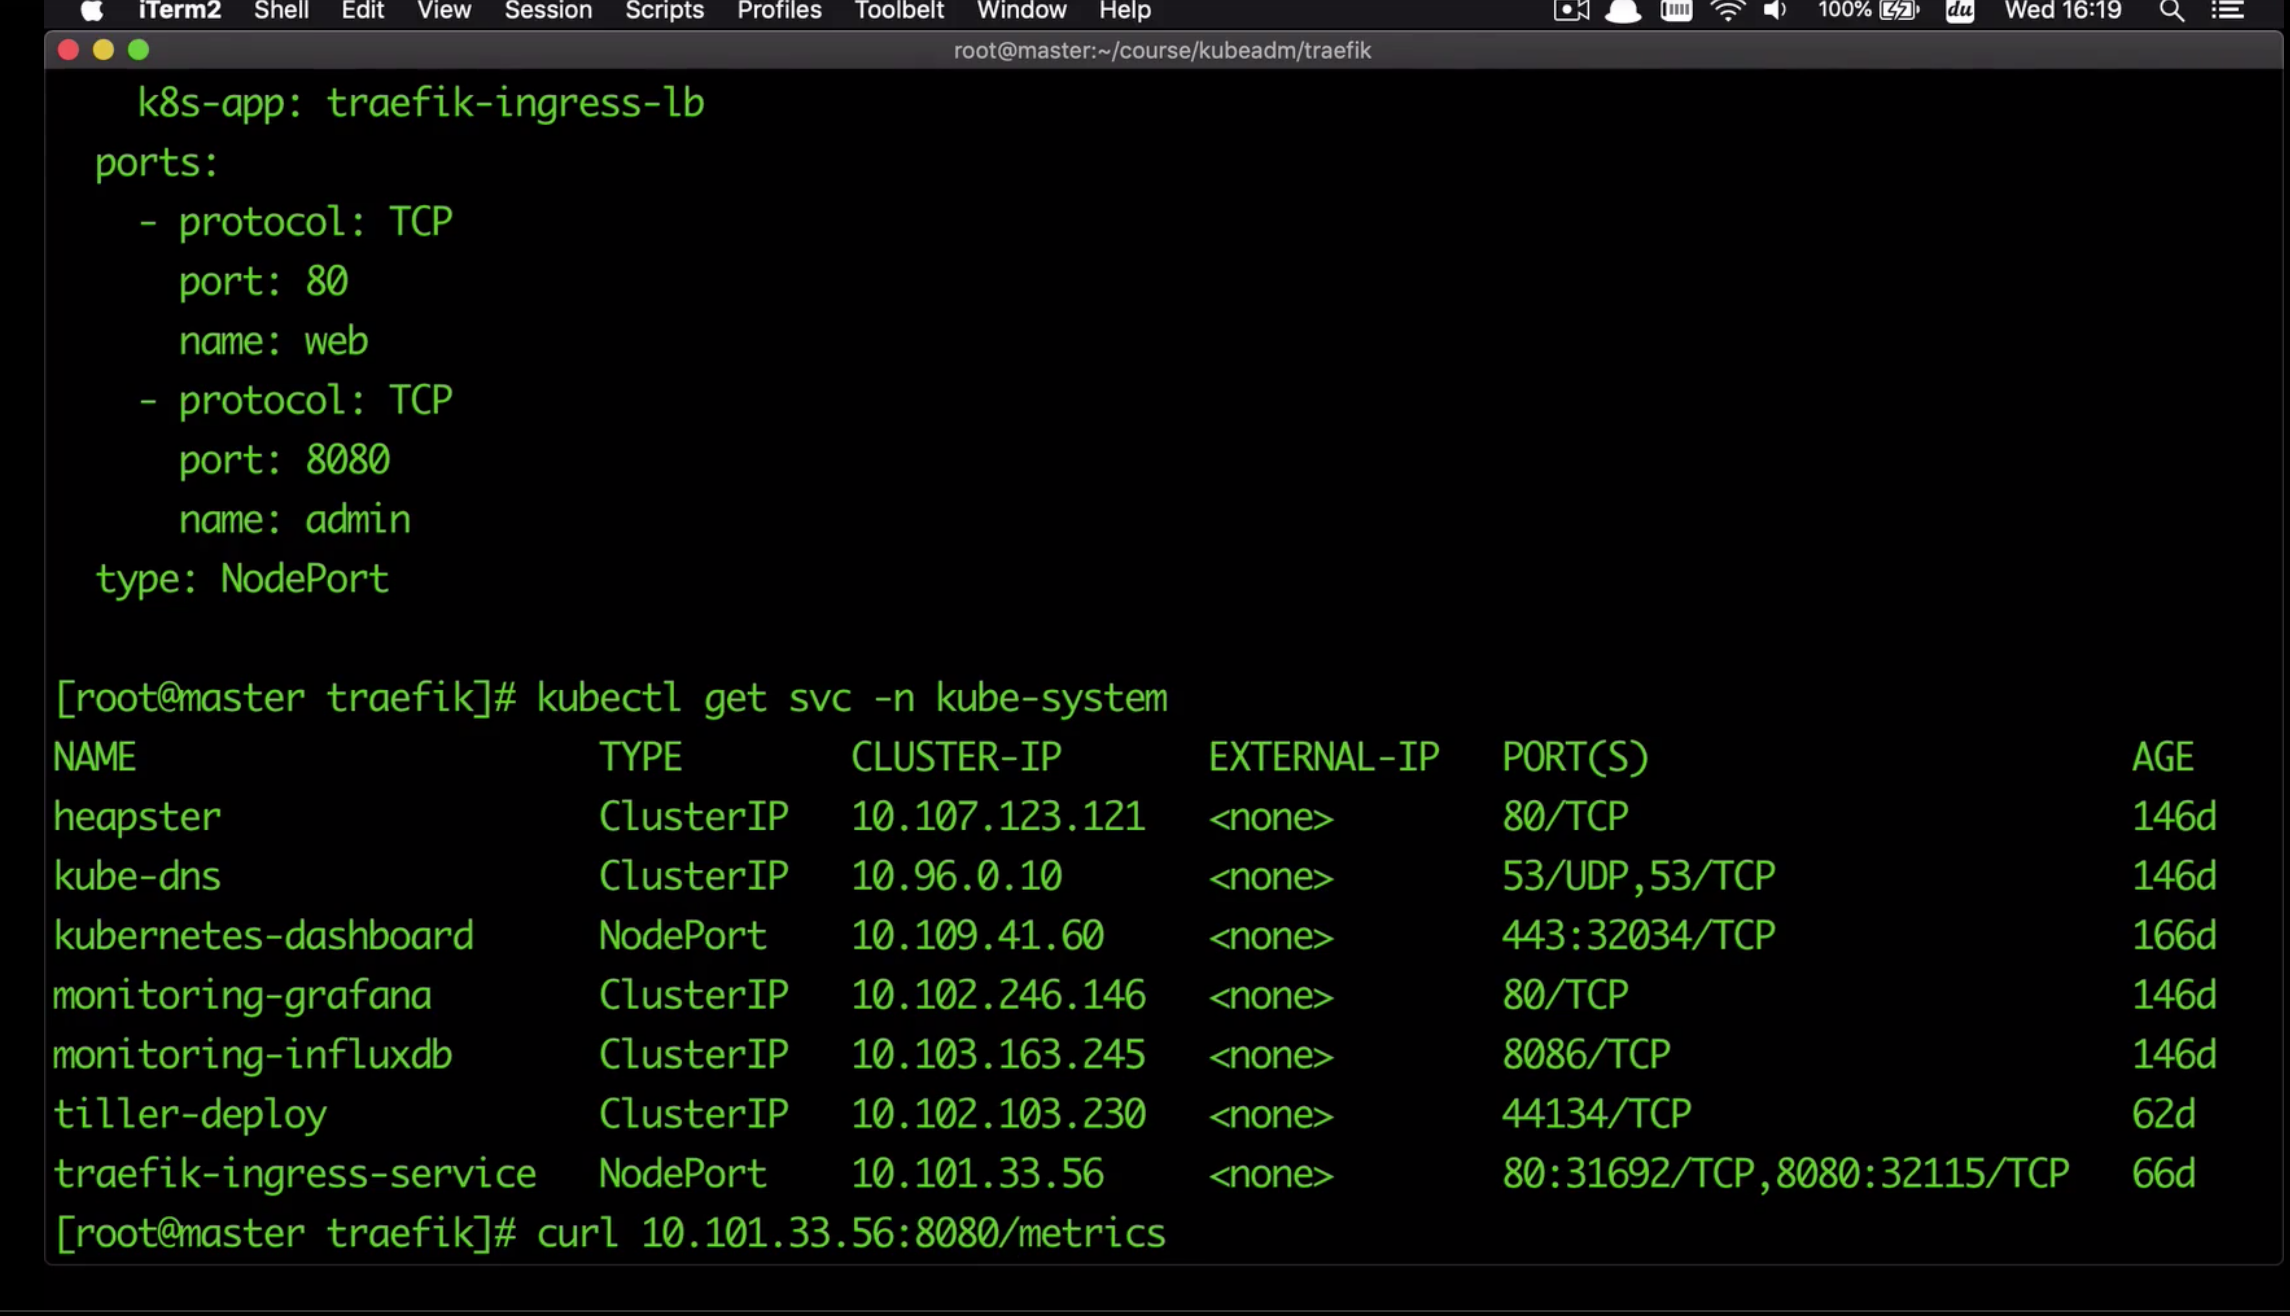 iTerm2 Shell Edit View Session Scripts Profiles Toolbelt Window Help 100% du Wed 16:19
root@master:~/course/kubeadm/traefik
k8s-app: traefik-ingress-lb
ports:
- protocol: TCP
port: 80
name: web
- protocol: TCP
port: 8080
name: admin
type: NodePort
[root@master traefik]# kubectl get svc -n kube-system
NAME TYPE CLUSTER-IP EXTERNAL-IP PORT(S) AGE
heapster ClusterIP 10.107.123.121 <none> 80/TCP 146d
kube-dns ClusterIP 10.96.0.10 <none> 53/UDP,53/TCP 146d
kubernetes-dashboard NodePort 10.109.41.60 <none> 443:32034/TCP 166d
monitoring-grafana ClusterIP 10.102.246.146 <none> 80/TCP 146d
monitoring-influxdb ClusterIP 10.103.163.245 <none> 8086/TCP 146d
tiller-deploy ClusterIP 10.102.103.230 <none> 44134/TCP 62d
traefik-ingress-service NodePort 10.101.33.56 <none> 80:31692/TCP,8080:32115/TCP 66d
[root@master traefik]# curl 10.101.33.56:8080/metrics